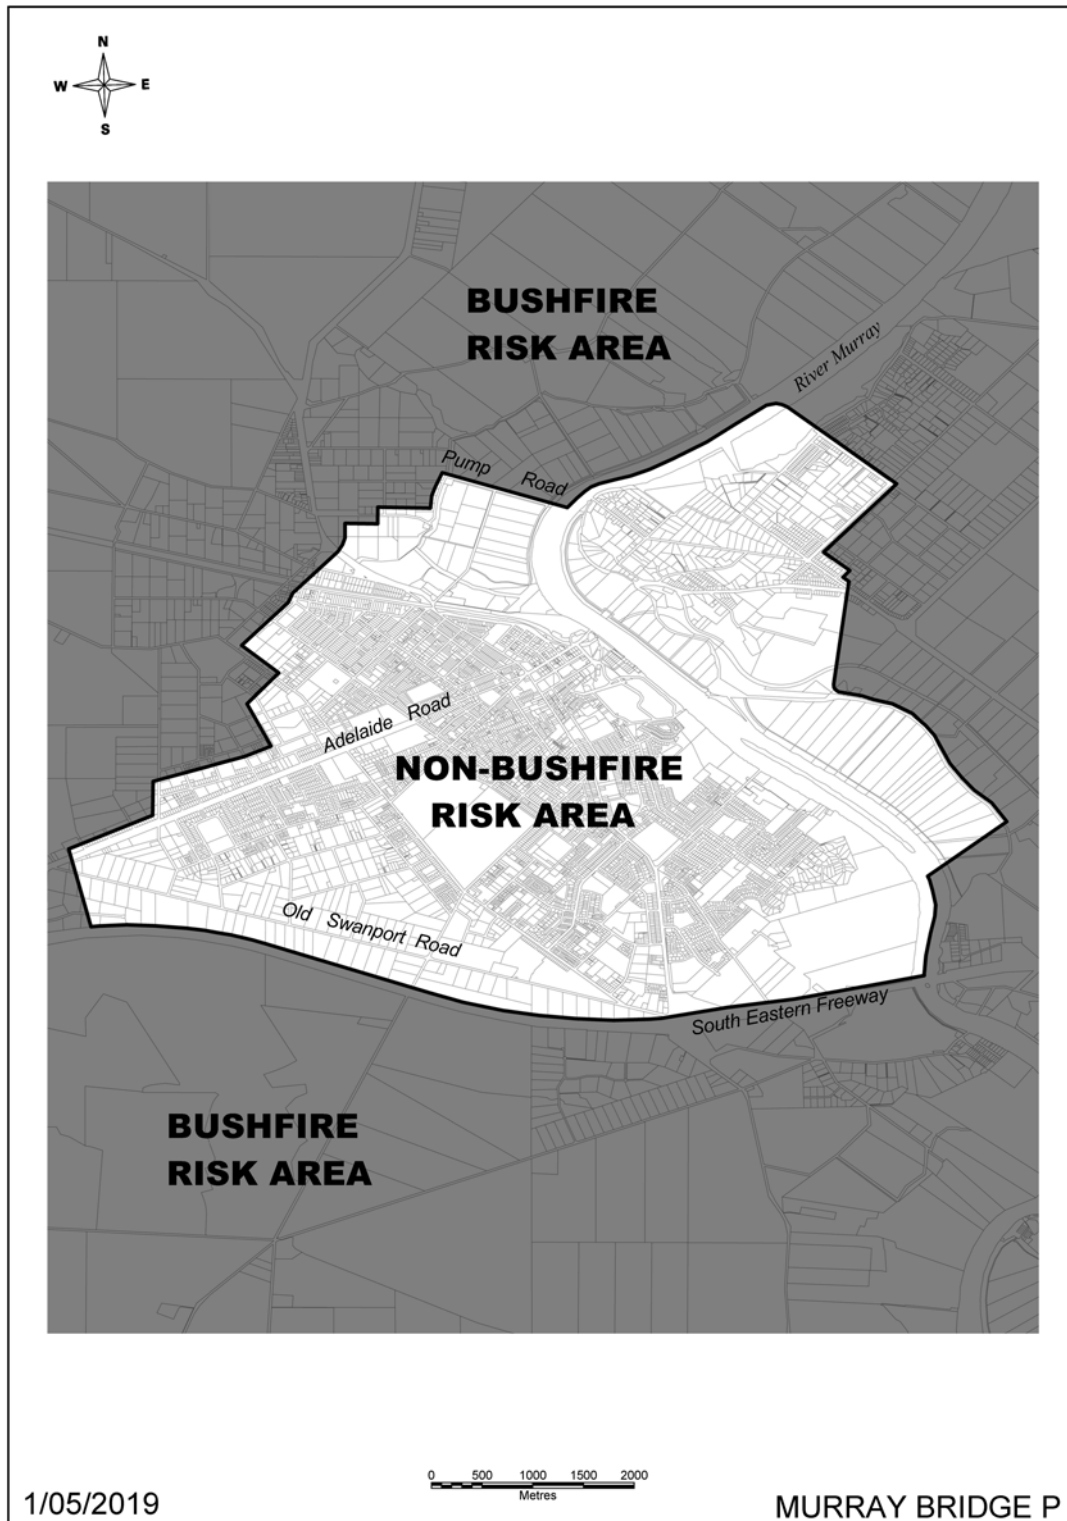 N
W E
S
BUSHFIRE
RISK AREA
River Murray
Pump Road
Adelaide Road
NON-BUSHFIRE
RISK AREA
Old Swanport Road
South Eastern Freeway
BUSHFIRE
RISK AREA
0 500 1000 1500 2000
Metres
1/05/2019
MURRAY BRIDGE P